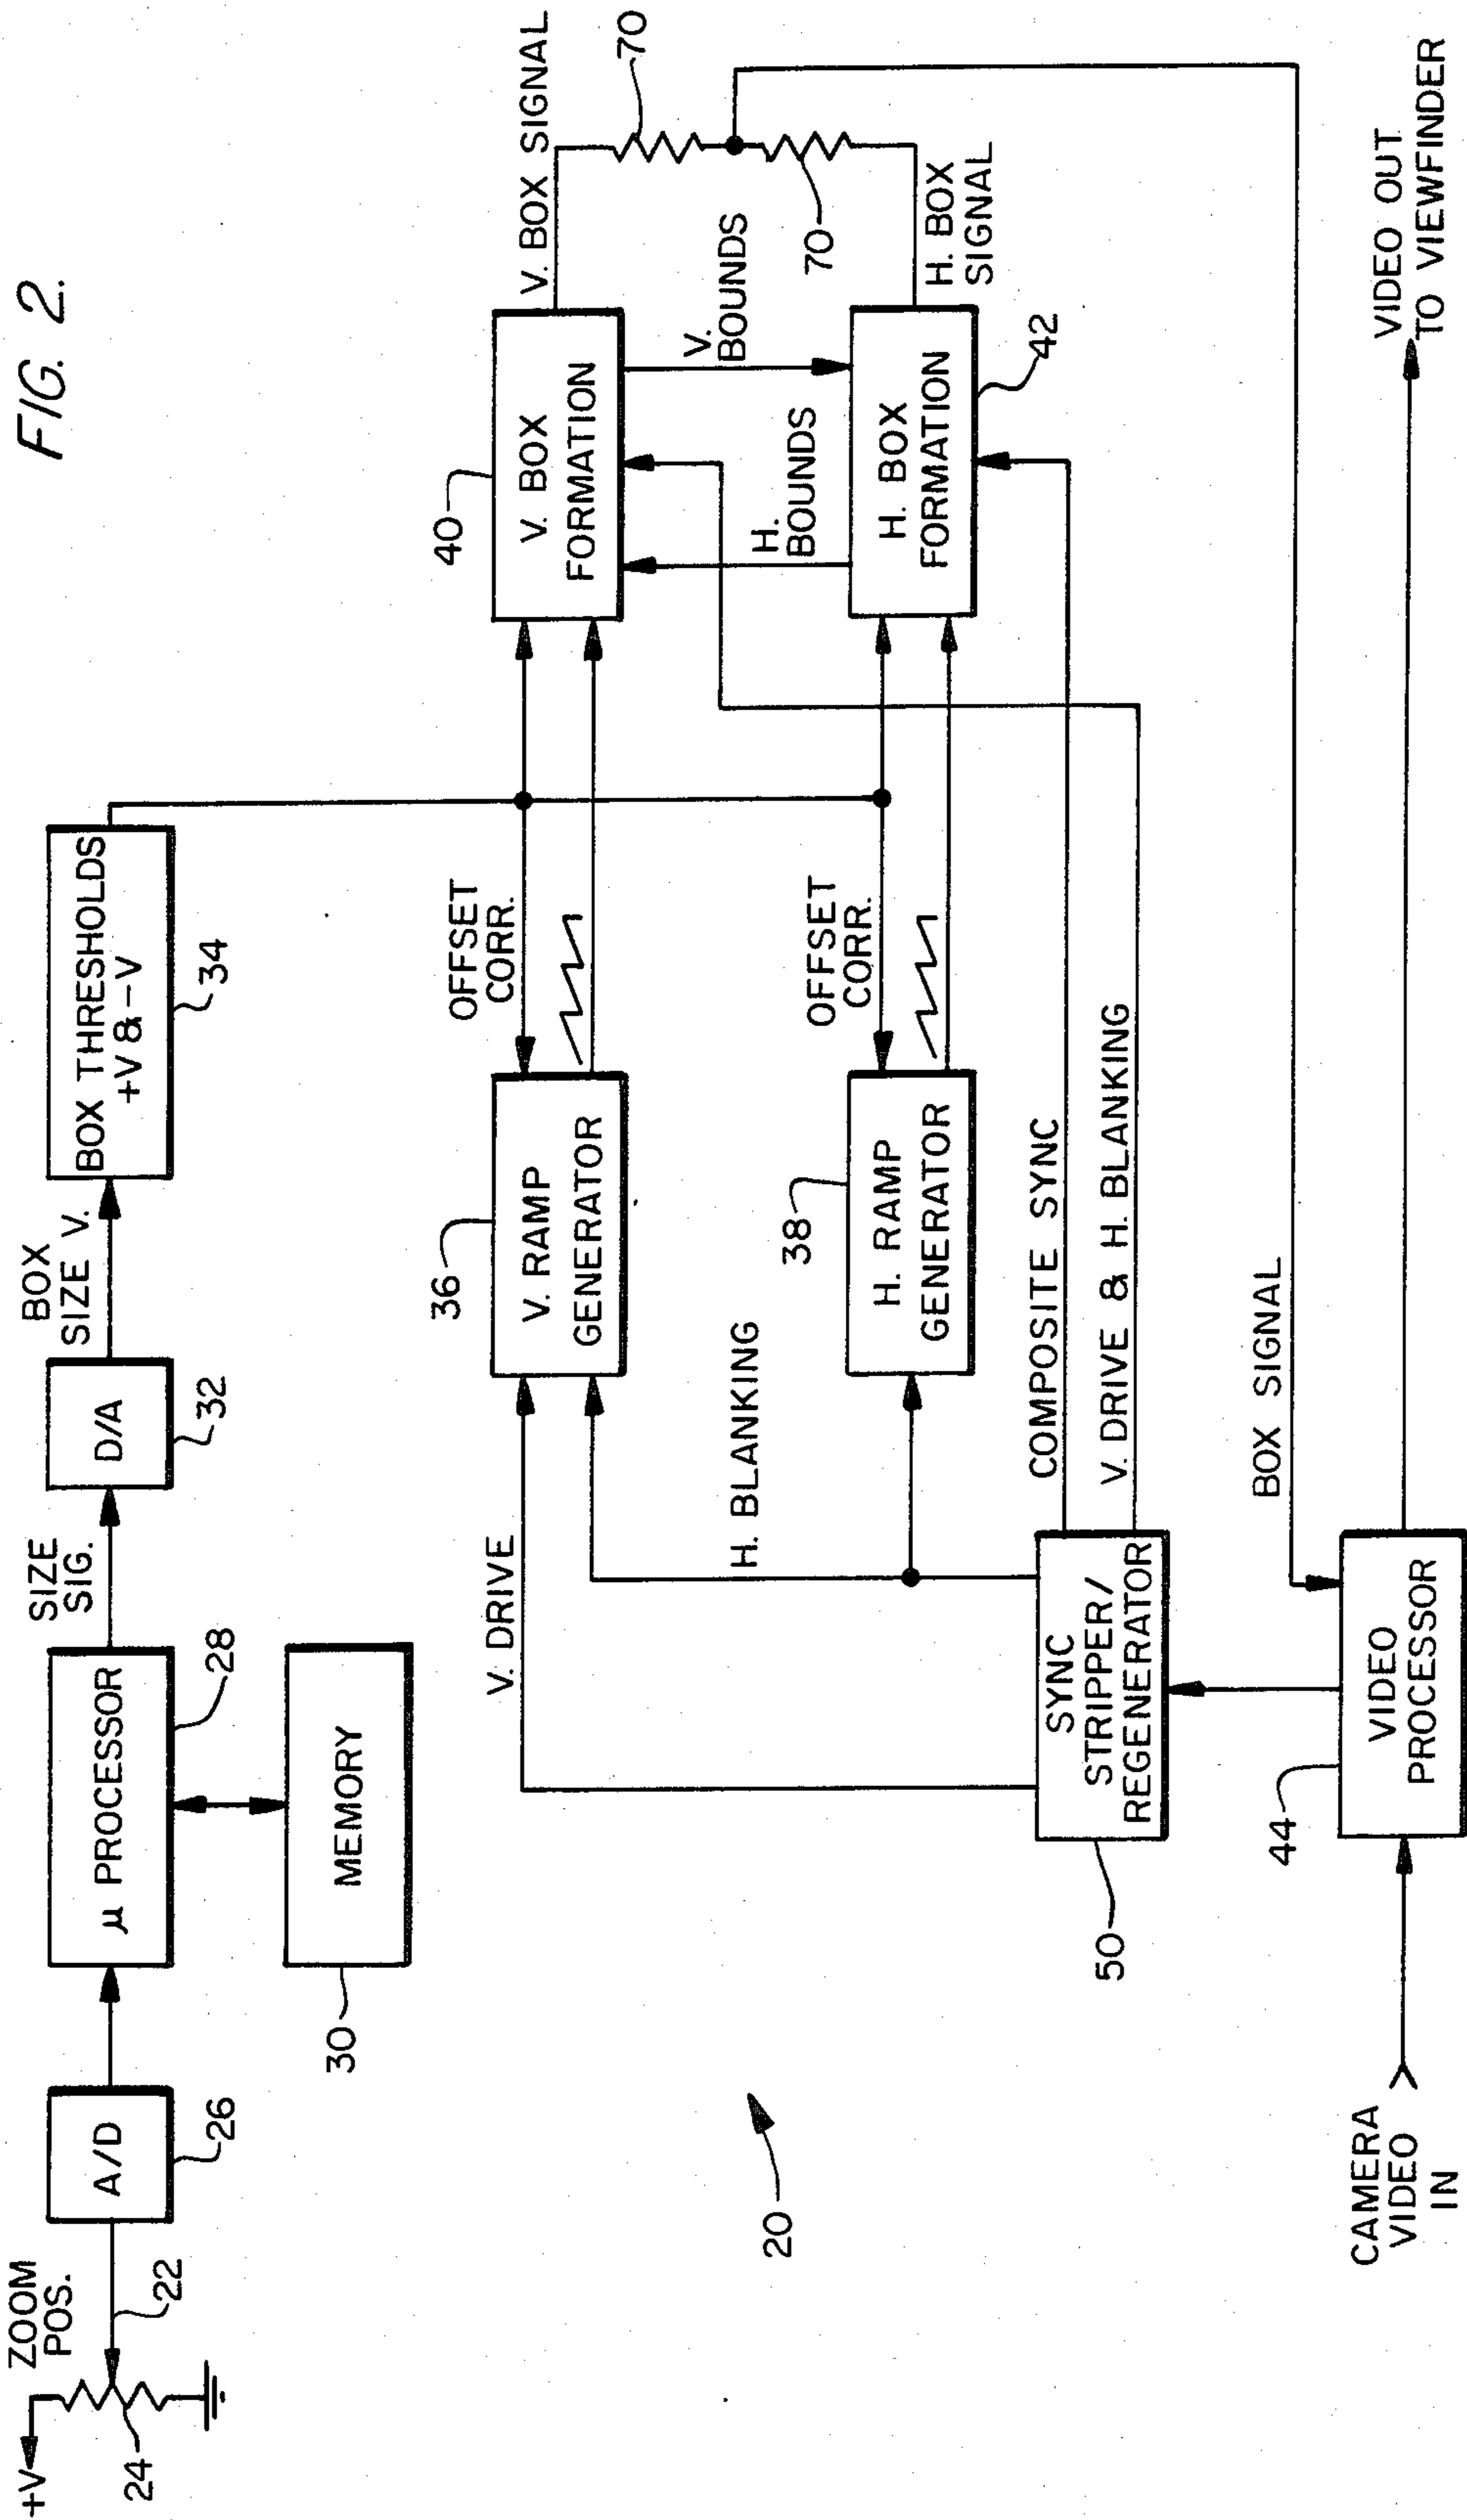 FIG. 2.
+V
24
ZOOM
POS.
22
A/D
26
μ PROCESSOR
28
MEMORY
30
SIZE
SIG.
D/A
32
BOX
SIZE V.
BOX THRESHOLDS
+V & -V
34
V. DRIVE
36
V. RAMP
GENERATOR
OFFSET
CORR.
40
V. BOX
FORMATION
V. BOX SIGNAL
70
H. BLANKING
38
H. RAMP
GENERATOR
OFFSET
CORR.
H.
BOUNDS
V.
BOUNDS
H. BOX
FORMATION
42
70
H. BOX
SIGNAL
20
50
SYNC
STRIPPER/
REGENERATOR
COMPOSITE SYNC
V. DRIVE & H. BLANKING
BOX SIGNAL
CAMERA
VIDEO
IN
44
VIDEO
PROCESSOR
VIDEO OUT
TO VIEWFINDER